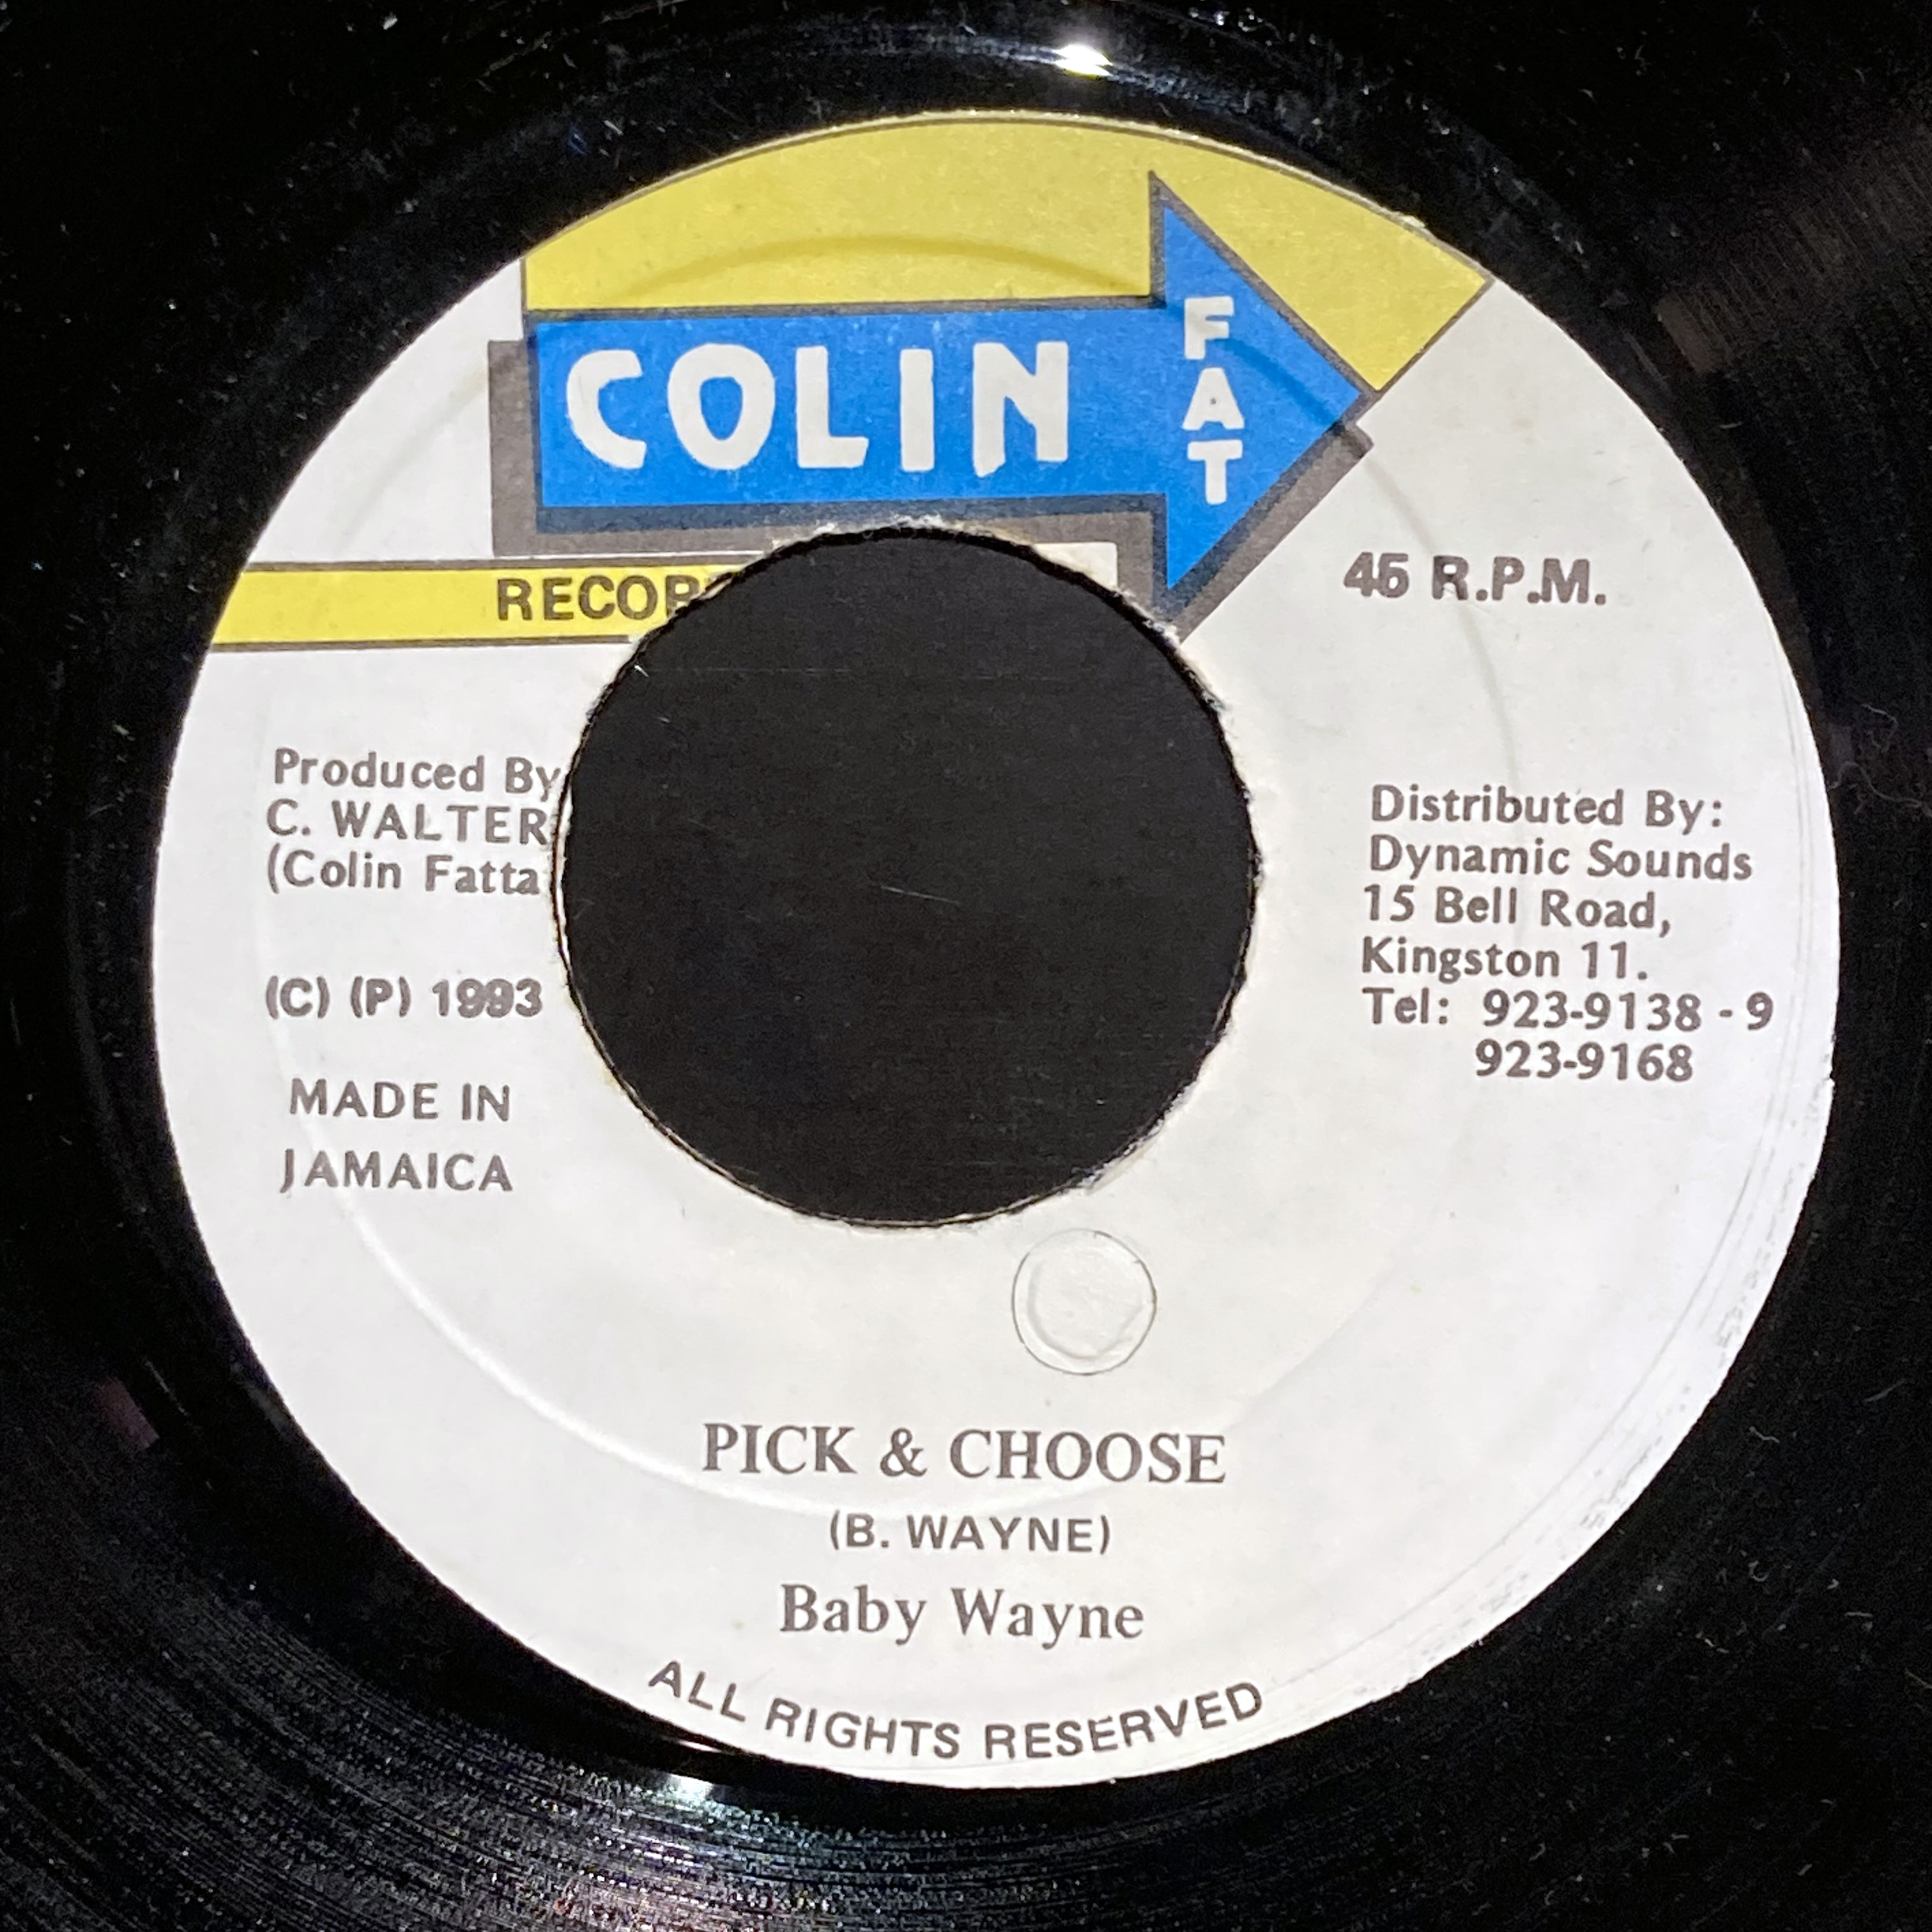 COLIN
FAT
45 R.P.M.
Produced By
C. WALTER
(Colin Fatta
(C) (P) 1993
MADE IN
JAMAICA
Distributed By:
Dynamic Sounds
15 Bell Road,
Kingston 11.
Tel: 923-9138 - 9
923-9168
PICK & CHOOSE
(B. WAYNE)
Baby Wayne
ALL RIGHTS RESERVED